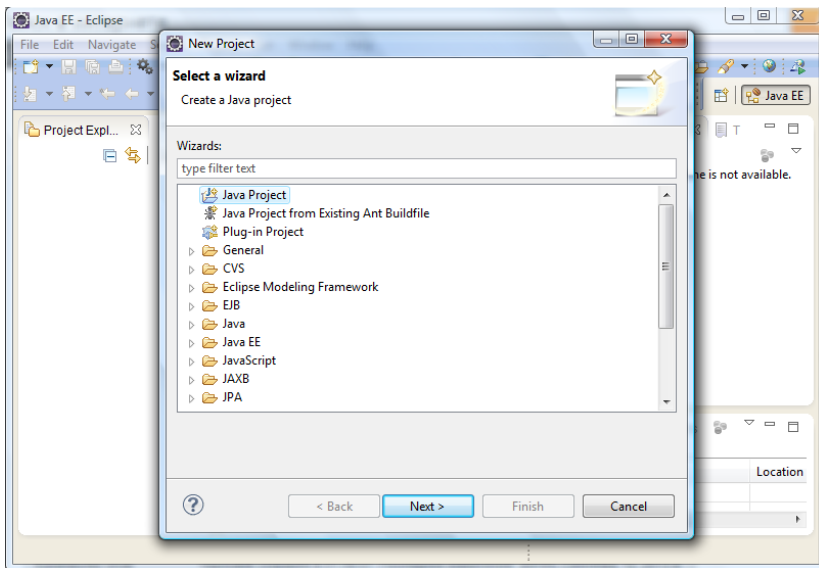 Java EE - Eclipse
File Edit Navigate
New Project
Select a wizard
Create a Java project
Java EE
Project Expl...
T
Wizards:
type filter text
ne is not available.
Java Project
Java Project from Existing Ant Buildfile
Plug-in Project
General
CVS
Eclipse Modeling Framework
EJB
Java
Java EE
JavaScript
JAXB
JPA
Location
? < Back Next > Finish Cancel